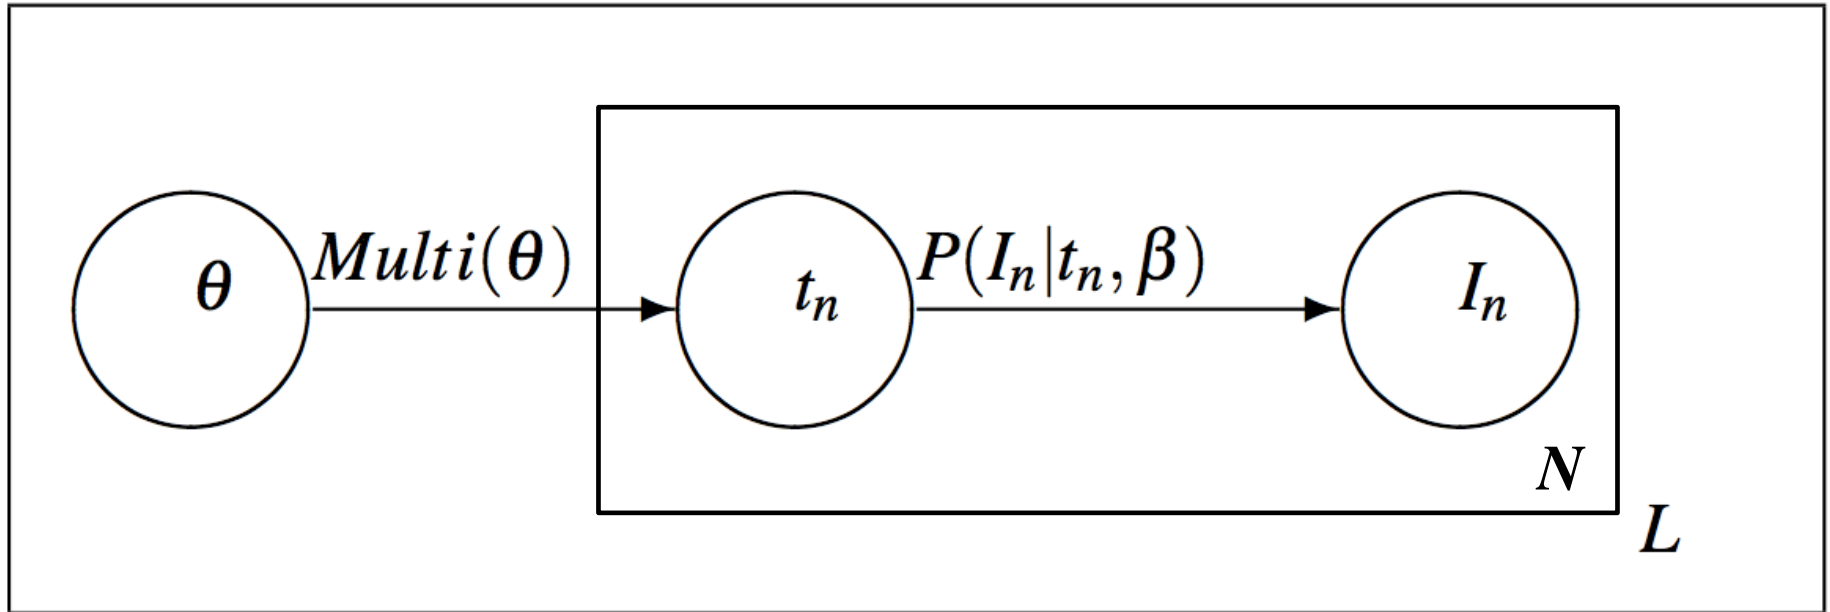 θ Multi(θ) t_n P(I_n|t_n, β) I_n
N
L